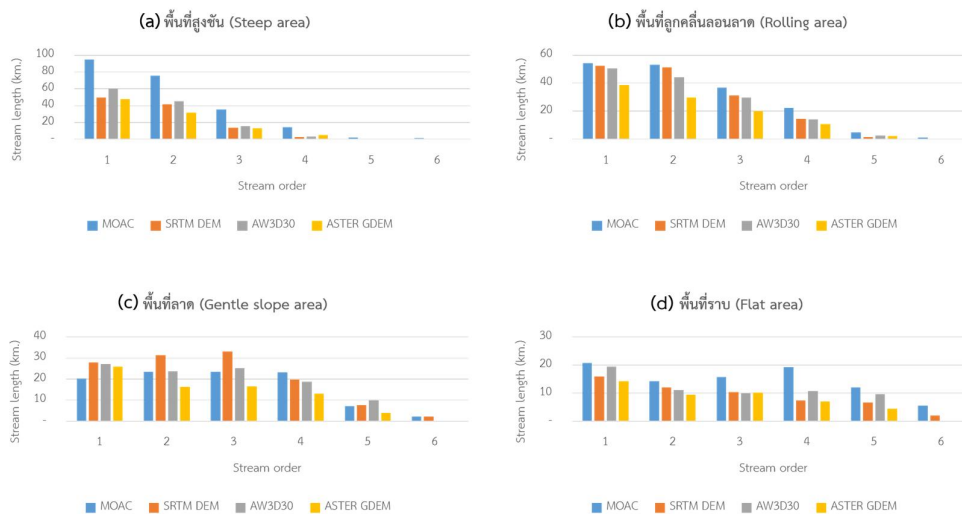 (a) พื้นที่สูงชัน (Steep area)
Stream length (km.)
100
80
60
40
20
-
1 2 3 4 5 6
Stream order
MOAC SRTM DEM AW3D30 ASTER GDEM
(b) พื้นที่ลูกคลื่นลอนลาด (Rolling area)
Stream length (km.)
60
40
20
-
1 2 3 4 5 6
Stream order
MOAC SRTM DEM AW3D30 ASTER GDEM
(c) พื้นที่ลาด (Gentle slope area)
Stream length (km.)
40
30
20
10
-
1 2 3 4 5 6
Stream order
MOAC SRTM DEM AW3D30 ASTER GDEM
(d) พื้นที่ราบ (Flat area)
Stream length (km.)
30
20
10
-
1 2 3 4 5 6
Stream order
MOAC SRTM DEM AW3D30 ASTER GDEM